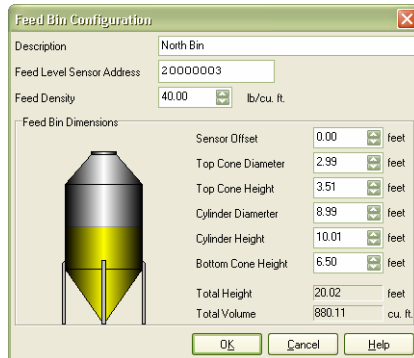 Feed Bin Configuration
Description North Bin
Feed Level Sensor Address 20000003
Feed Density 40.00 lb/cu. ft.
Feed Bin Dimensions
Sensor Offset 0.00 feet
Top Cone Diameter 2.99 feet
Top Cone Height 3.51 feet
Cylinder Diamerter 8.99 feet
Cylinder Height 10.01 feet
Bottom Cone Height 6.50 feet
Total Height 20.02 feet
Total Volume 880.11 cu. ft.
OK Cancel Help